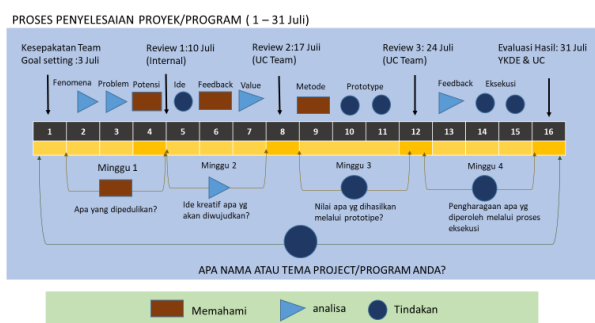 PROSES PENYELESAIAN PROYEK/PROGRAM ( 1 – 31 Juli)
Kesepakatan Team
Goal setting :3 Juli
Review 1:10 Juli
(Internal)
Review 2:17 Juli
(UC Team)
Review 3: 24 Juli
(UC Team)
Evaluasi Hasil: 31 Juli
YKDE & UC
Fenomena Problem Potensi Ide Feedback Value Metode Prototype Feedback Eksekusi
1 2 3 4 5 6 7 8 9 10 11 12 13 14 15 16
Minggu 1
Apa yang dipedulikan?
Minggu 2
Ide kreatif apa yg
akan diwujudkan?
Minggu 3
Nilai apa yg dihasilkan
melalui prototipe?
Minggu 4
Penghargaan apa yg
diperoleh melalui proses
eksekusi
APA NAMA ATAU TEMA PROJECT/PROGRAM ANDA?
Memahami analisa Tindakan